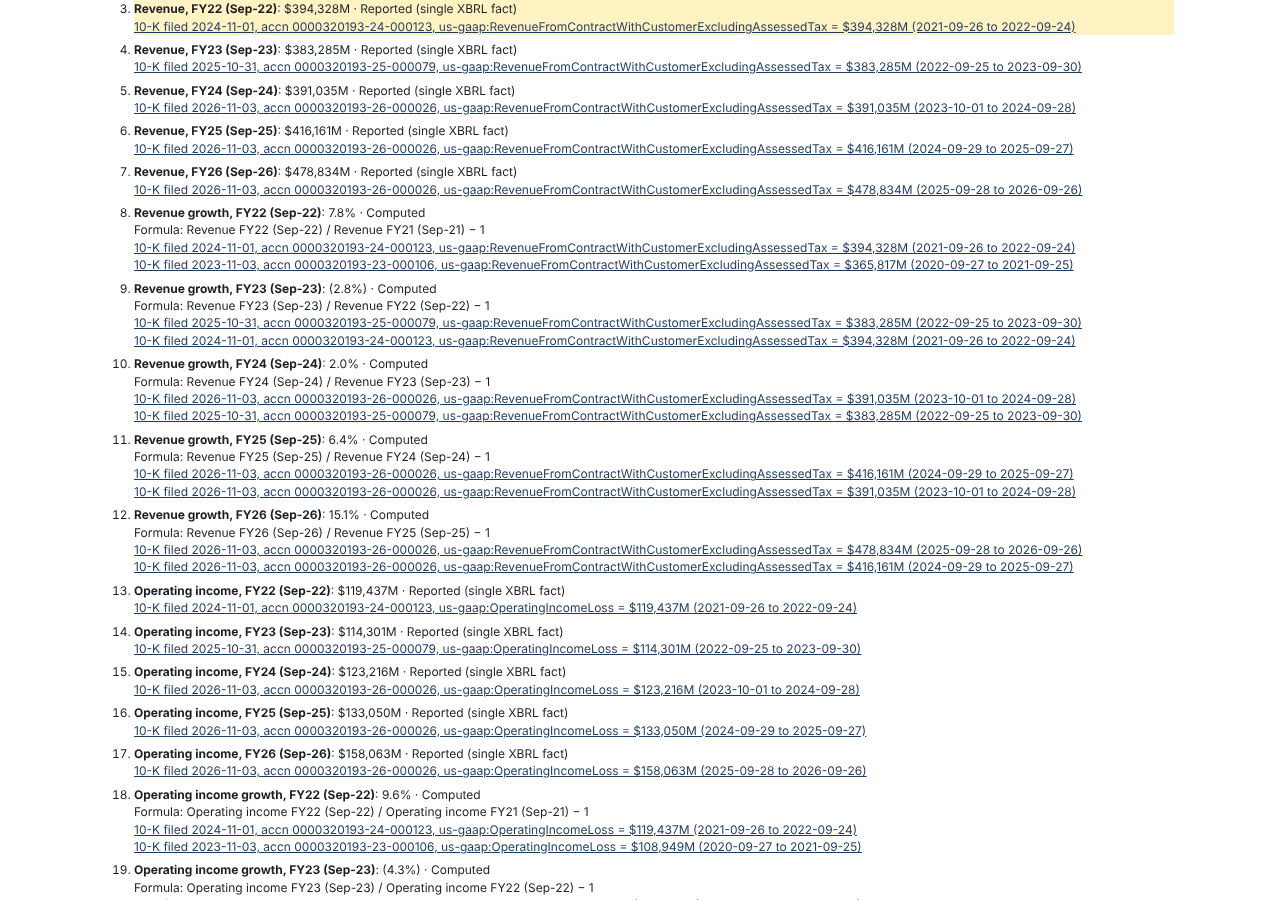 3. Revenue, FY22 (Sep-22): $394,328M · Reported (single XBRL fact)
10-K filed 2024-11-01, accn 0000320193-24-000123, us-gaap:RevenueFromContractWithCustomerExcludingAssessedTax = $394,328M (2021-09-26 to 2022-09-24)
4. Revenue, FY23 (Sep-23): $383,285M · Reported (single XBRL fact)
10-K filed 2025-10-31, accn 0000320193-25-000079, us-gaap:RevenueFromContractWithCustomerExcludingAssessedTax = $383,285M (2022-09-25 to 2023-09-30)
5. Revenue, FY24 (Sep-24): $391,035M · Reported (single XBRL fact)
10-K filed 2026-11-03, accn 0000320193-26-000026, us-gaap:RevenueFromContractWithCustomerExcludingAssessedTax = $391,035M (2023-10-01 to 2024-09-28)
6. Revenue, FY25 (Sep-25): $416,161M · Reported (single XBRL fact)
10-K filed 2026-11-03, accn 0000320193-26-000026, us-gaap:RevenueFromContractWithCustomerExcludingAssessedTax = $416,161M (2024-09-29 to 2025-09-27)
7. Revenue, FY26 (Sep-26): $478,834M · Reported (single XBRL fact)
10-K filed 2026-11-03, accn 0000320193-26-000026, us-gaap:RevenueFromContractWithCustomerExcludingAssessedTax = $478,834M (2025-09-28 to 2026-09-26)
8. Revenue growth, FY22 (Sep-22): 7.8% · Computed
Formula: Revenue FY22 (Sep-22) / Revenue FY21 (Sep-21) − 1
10-K filed 2024-11-01, accn 0000320193-24-000123, us-gaap:RevenueFromContractWithCustomerExcludingAssessedTax = $394,328M (2021-09-26 to 2022-09-24)
10-K filed 2023-11-03, accn 0000320193-23-000106, us-gaap:RevenueFromContractWithCustomerExcludingAssessedTax = $365,817M (2020-09-27 to 2021-09-25)
9. Revenue growth, FY23 (Sep-23): (2.8%) · Computed
Formula: Revenue FY23 (Sep-23) / Revenue FY22 (Sep-22) − 1
10-K filed 2025-10-31, accn 0000320193-25-000079, us-gaap:RevenueFromContractWithCustomerExcludingAssessedTax = $383,285M (2022-09-25 to 2023-09-30)
10-K filed 2024-11-01, accn 0000320193-24-000123, us-gaap:RevenueFromContractWithCustomerExcludingAssessedTax = $394,328M (2021-09-26 to 2022-09-24)
10. Revenue growth, FY24 (Sep-24): 2.0% · Computed
Formula: Revenue FY24 (Sep-24) / Revenue FY23 (Sep-23) − 1
10-K filed 2026-11-03, accn 0000320193-26-000026, us-gaap:RevenueFromContractWithCustomerExcludingAssessedTax = $391,035M (2023-10-01 to 2024-09-28)
10-K filed 2025-10-31, accn 0000320193-25-000079, us-gaap:RevenueFromContractWithCustomerExcludingAssessedTax = $383,285M (2022-09-25 to 2023-09-30)
11. Revenue growth, FY25 (Sep-25): 6.4% · Computed
Formula: Revenue FY25 (Sep-25) / Revenue FY24 (Sep-24) − 1
10-K filed 2026-11-03, accn 0000320193-26-000026, us-gaap:RevenueFromContractWithCustomerExcludingAssessedTax = $416,161M (2024-09-29 to 2025-09-27)
10-K filed 2026-11-03, accn 0000320193-26-000026, us-gaap:RevenueFromContractWithCustomerExcludingAssessedTax = $391,035M (2023-10-01 to 2024-09-28)
12. Revenue growth, FY26 (Sep-26): 15.1% · Computed
Formula: Revenue FY26 (Sep-26) / Revenue FY25 (Sep-25) − 1
10-K filed 2026-11-03, accn 0000320193-26-000026, us-gaap:RevenueFromContractWithCustomerExcludingAssessedTax = $478,834M (2025-09-28 to 2026-09-26)
10-K filed 2026-11-03, accn 0000320193-26-000026, us-gaap:RevenueFromContractWithCustomerExcludingAssessedTax = $416,161M (2024-09-29 to 2025-09-27)
13. Operating income, FY22 (Sep-22): $119,437M · Reported (single XBRL fact)
10-K filed 2024-11-01, accn 0000320193-24-000123, us-gaap:OperatingIncomeLoss = $119,437M (2021-09-26 to 2022-09-24)
14. Operating income, FY23 (Sep-23): $114,301M · Reported (single XBRL fact)
10-K filed 2025-10-31, accn 0000320193-25-000079, us-gaap:OperatingIncomeLoss = $114,301M (2022-09-25 to 2023-09-30)
15. Operating income, FY24 (Sep-24): $123,216M · Reported (single XBRL fact)
10-K filed 2026-11-03, accn 0000320193-26-000026, us-gaap:OperatingIncomeLoss = $123,216M (2023-10-01 to 2024-09-28)
16. Operating income, FY25 (Sep-25): $133,050M · Reported (single XBRL fact)
10-K filed 2026-11-03, accn 0000320193-26-000026, us-gaap:OperatingIncomeLoss = $133,050M (2024-09-29 to 2025-09-27)
17. Operating income, FY26 (Sep-26): $158,063M · Reported (single XBRL fact)
10-K filed 2026-11-03, accn 0000320193-26-000026, us-gaap:OperatingIncomeLoss = $158,063M (2025-09-28 to 2026-09-26)
18. Operating income growth, FY22 (Sep-22): 9.6% · Computed
Formula: Operating income FY22 (Sep-22) / Operating income FY21 (Sep-21) − 1
10-K filed 2024-11-01, accn 0000320193-24-000123, us-gaap:OperatingIncomeLoss = $119,437M (2021-09-26 to 2022-09-24)
10-K filed 2023-11-03, accn 0000320193-23-000106, us-gaap:OperatingIncomeLoss = $108,949M (2020-09-27 to 2021-09-25)
19. Operating income growth, FY23 (Sep-23): (4.3%) · Computed
Formula: Operating income FY23 (Sep-23) / Operating income FY22 (Sep-22) − 1